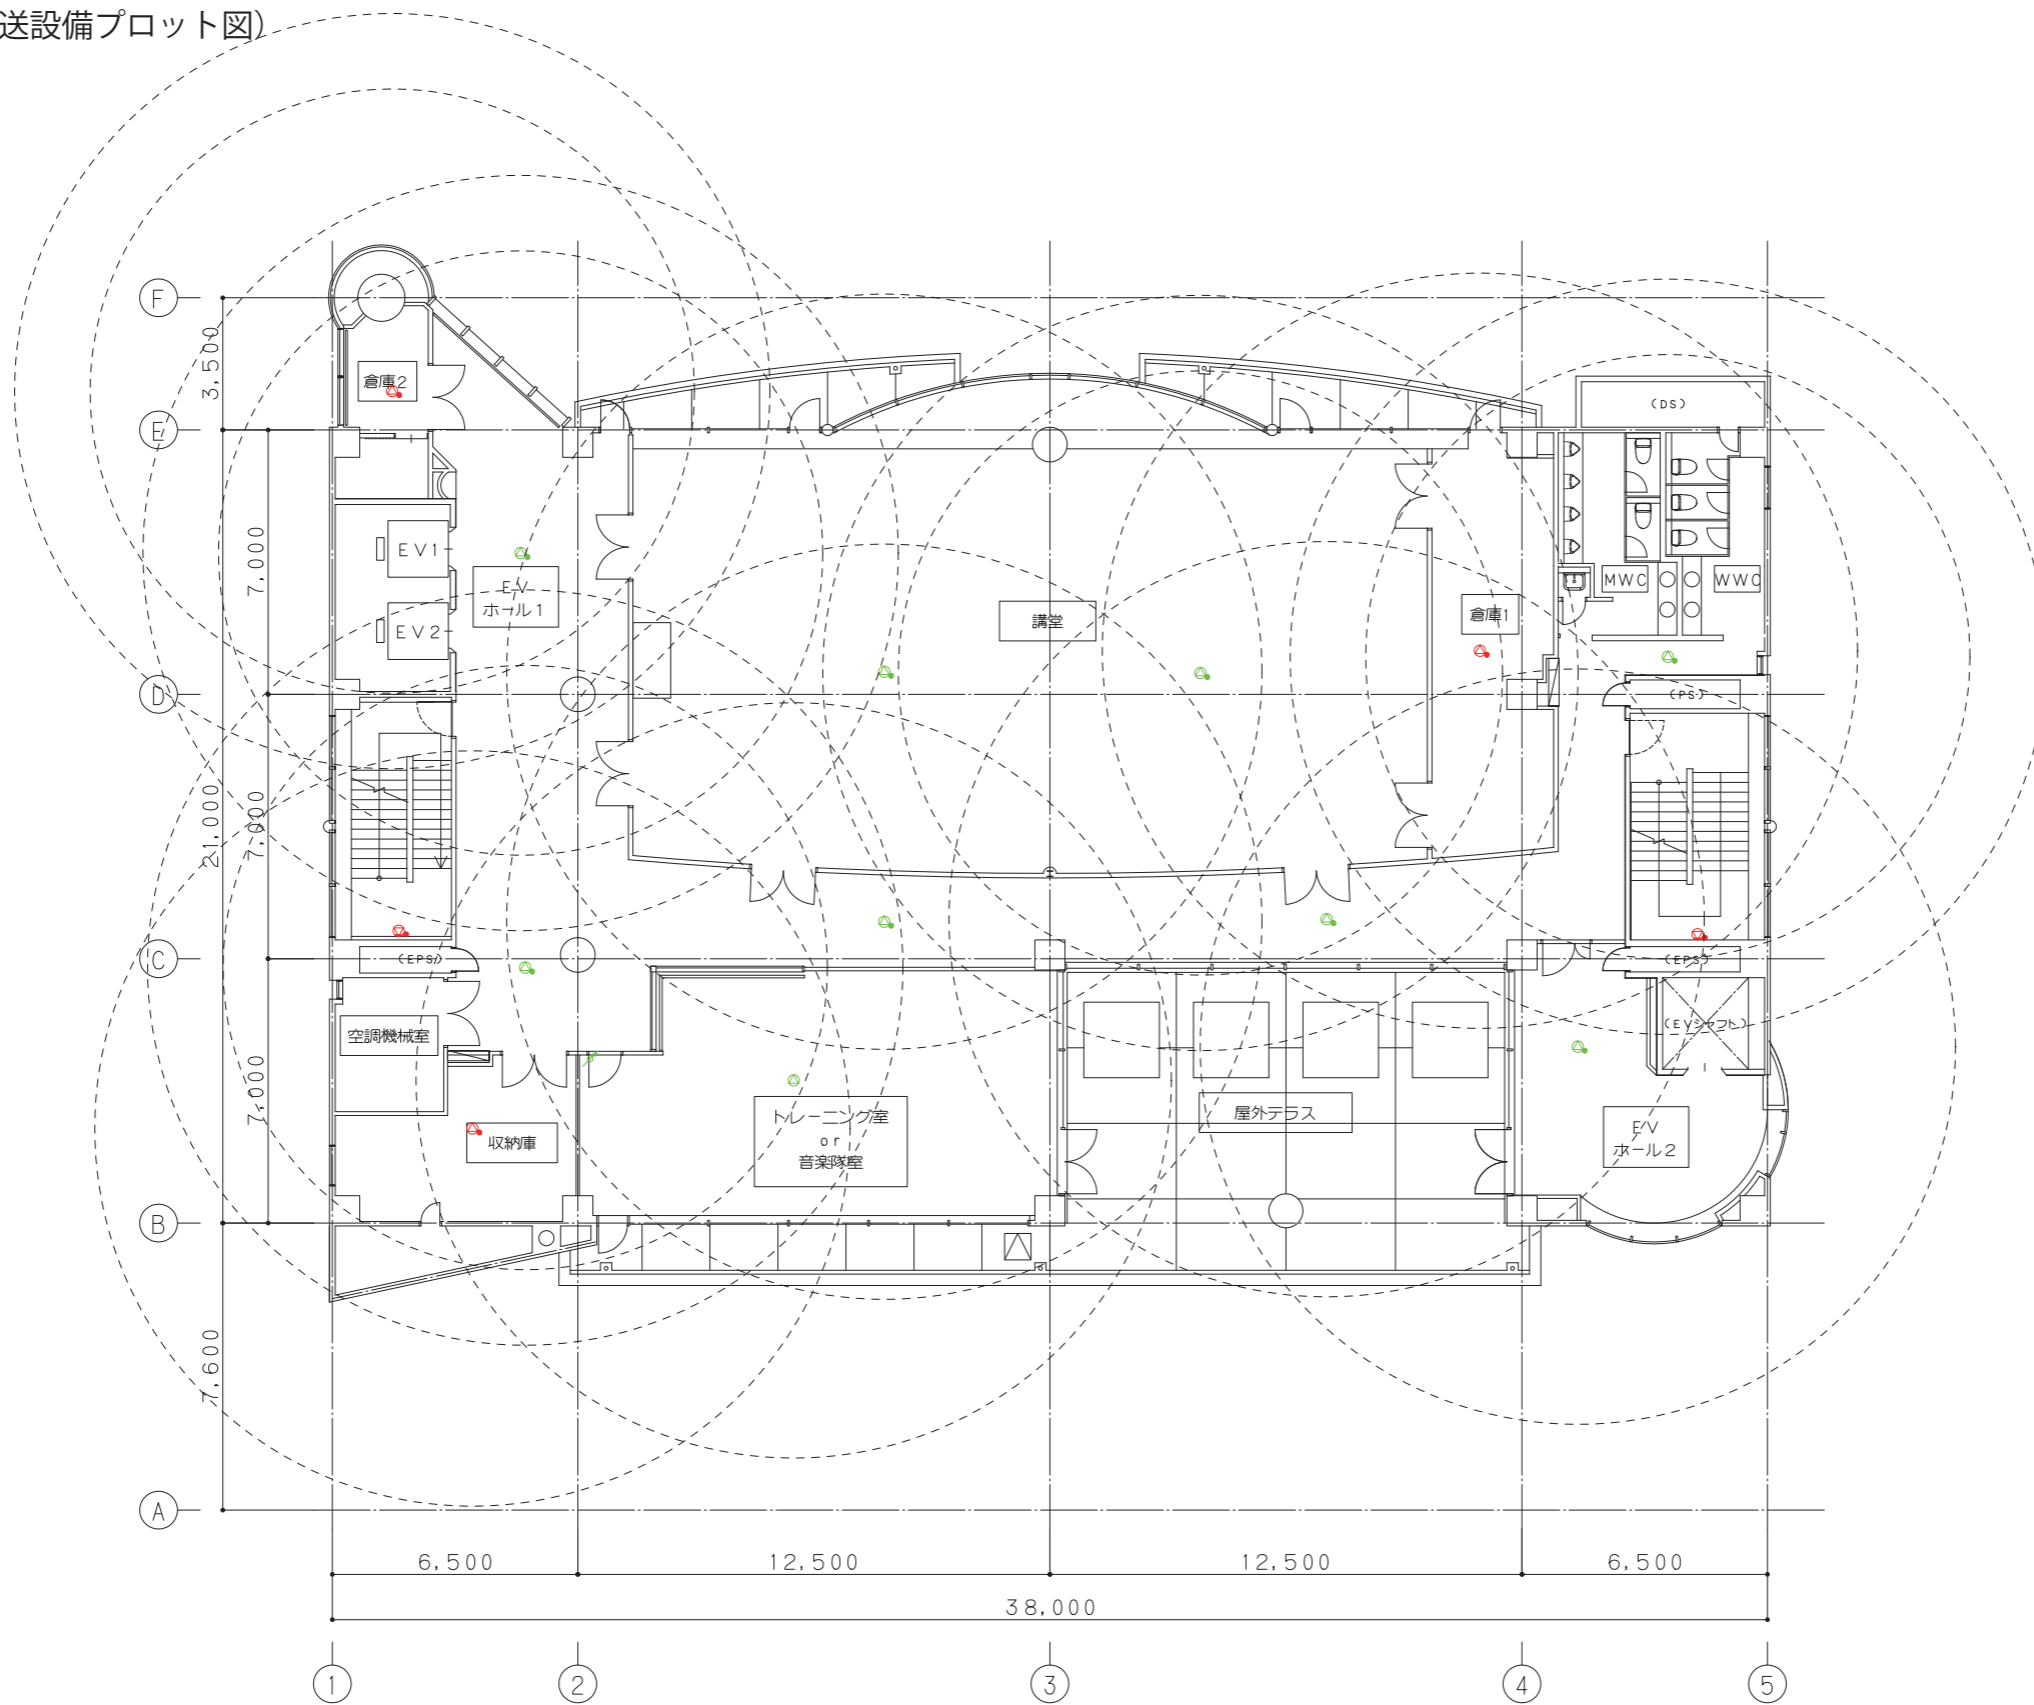 送設備プロット図)
F
3,500
倉庫2
(DS)
E
EV1
7,000
EV
ホール1
MWC
WWC
講堂
倉庫1
EV2
D
(PS)
21,000
7,000
C
(EPS)
(EPS)
空調機械室
(EVシャフト)
7,000
トレーニング室
or
音楽隊室
屋外テラス
EV
ホール2
収納庫
B
7,600
A
6,500
12,500
12,500
6,500
38,000
1
2
3
4
5